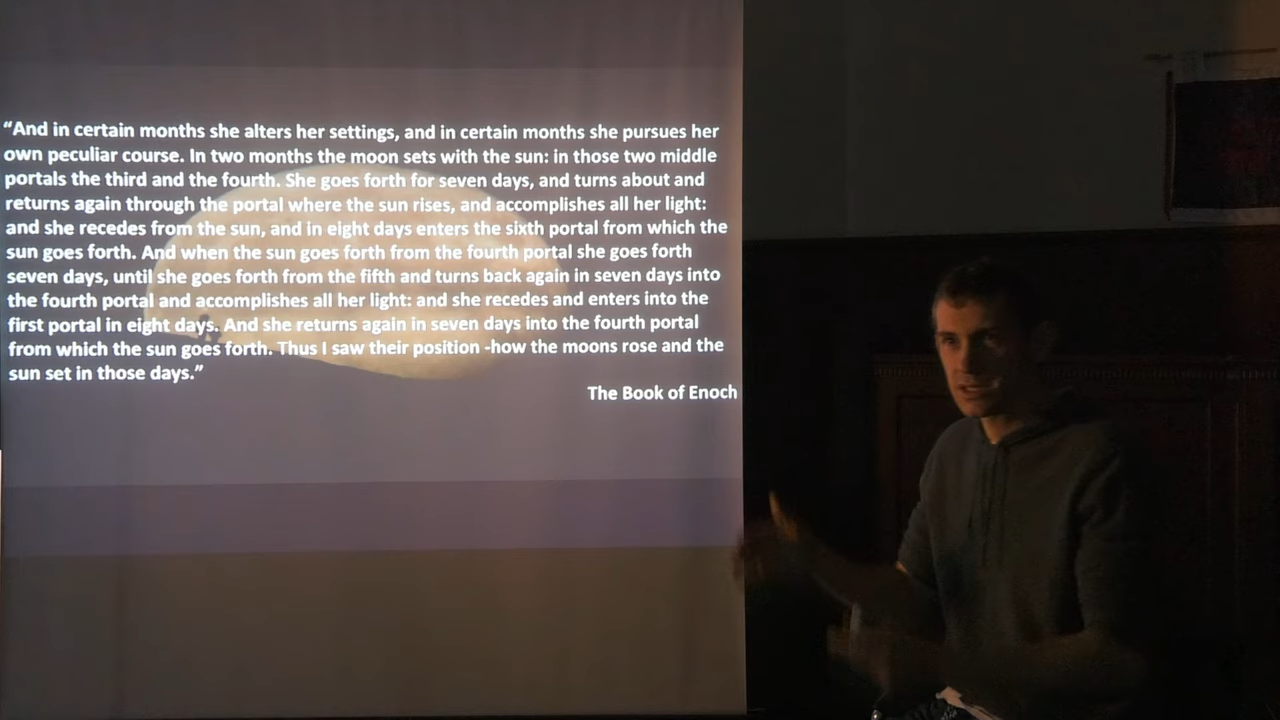 “And in certain months she alters her settings, and in certain months she pursues her
own peculiar course. In two months the moon sets with the sun: in those two middle
portals the third and the fourth. She goes forth for seven days, and turns about and
returns again through the portal where the sun rises, and accomplishes all her light:
and she recedes from the sun, and in eight days enters the sixth portal from which the
sun goes forth. And when the sun goes forth from the fourth portal she goes forth
seven days, until she goes forth from the fifth and turns back again in seven days into
the fourth portal and accomplishes all her light: and she recedes and enters into the
first portal in eight days. And she returns again in seven days into the fourth portal
from which the sun goes forth. Thus I saw their position -how the moons rose and the
sun set in those days.”
The Book of Enoch